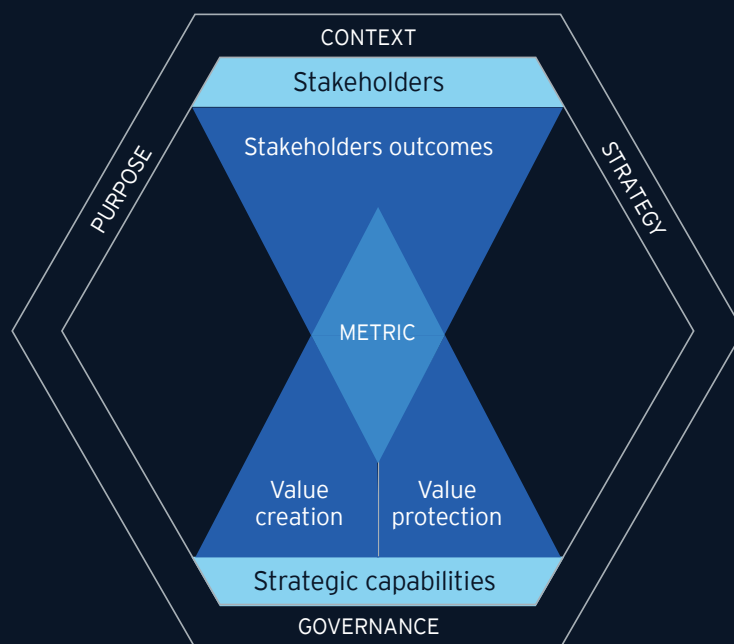 CONTEXT
Stakeholders
Stakeholders outcomes
PURPOSE
STRATEGY
METRIC
Value
creation
Value
protection
Strategic capabilities
GOVERNANCE